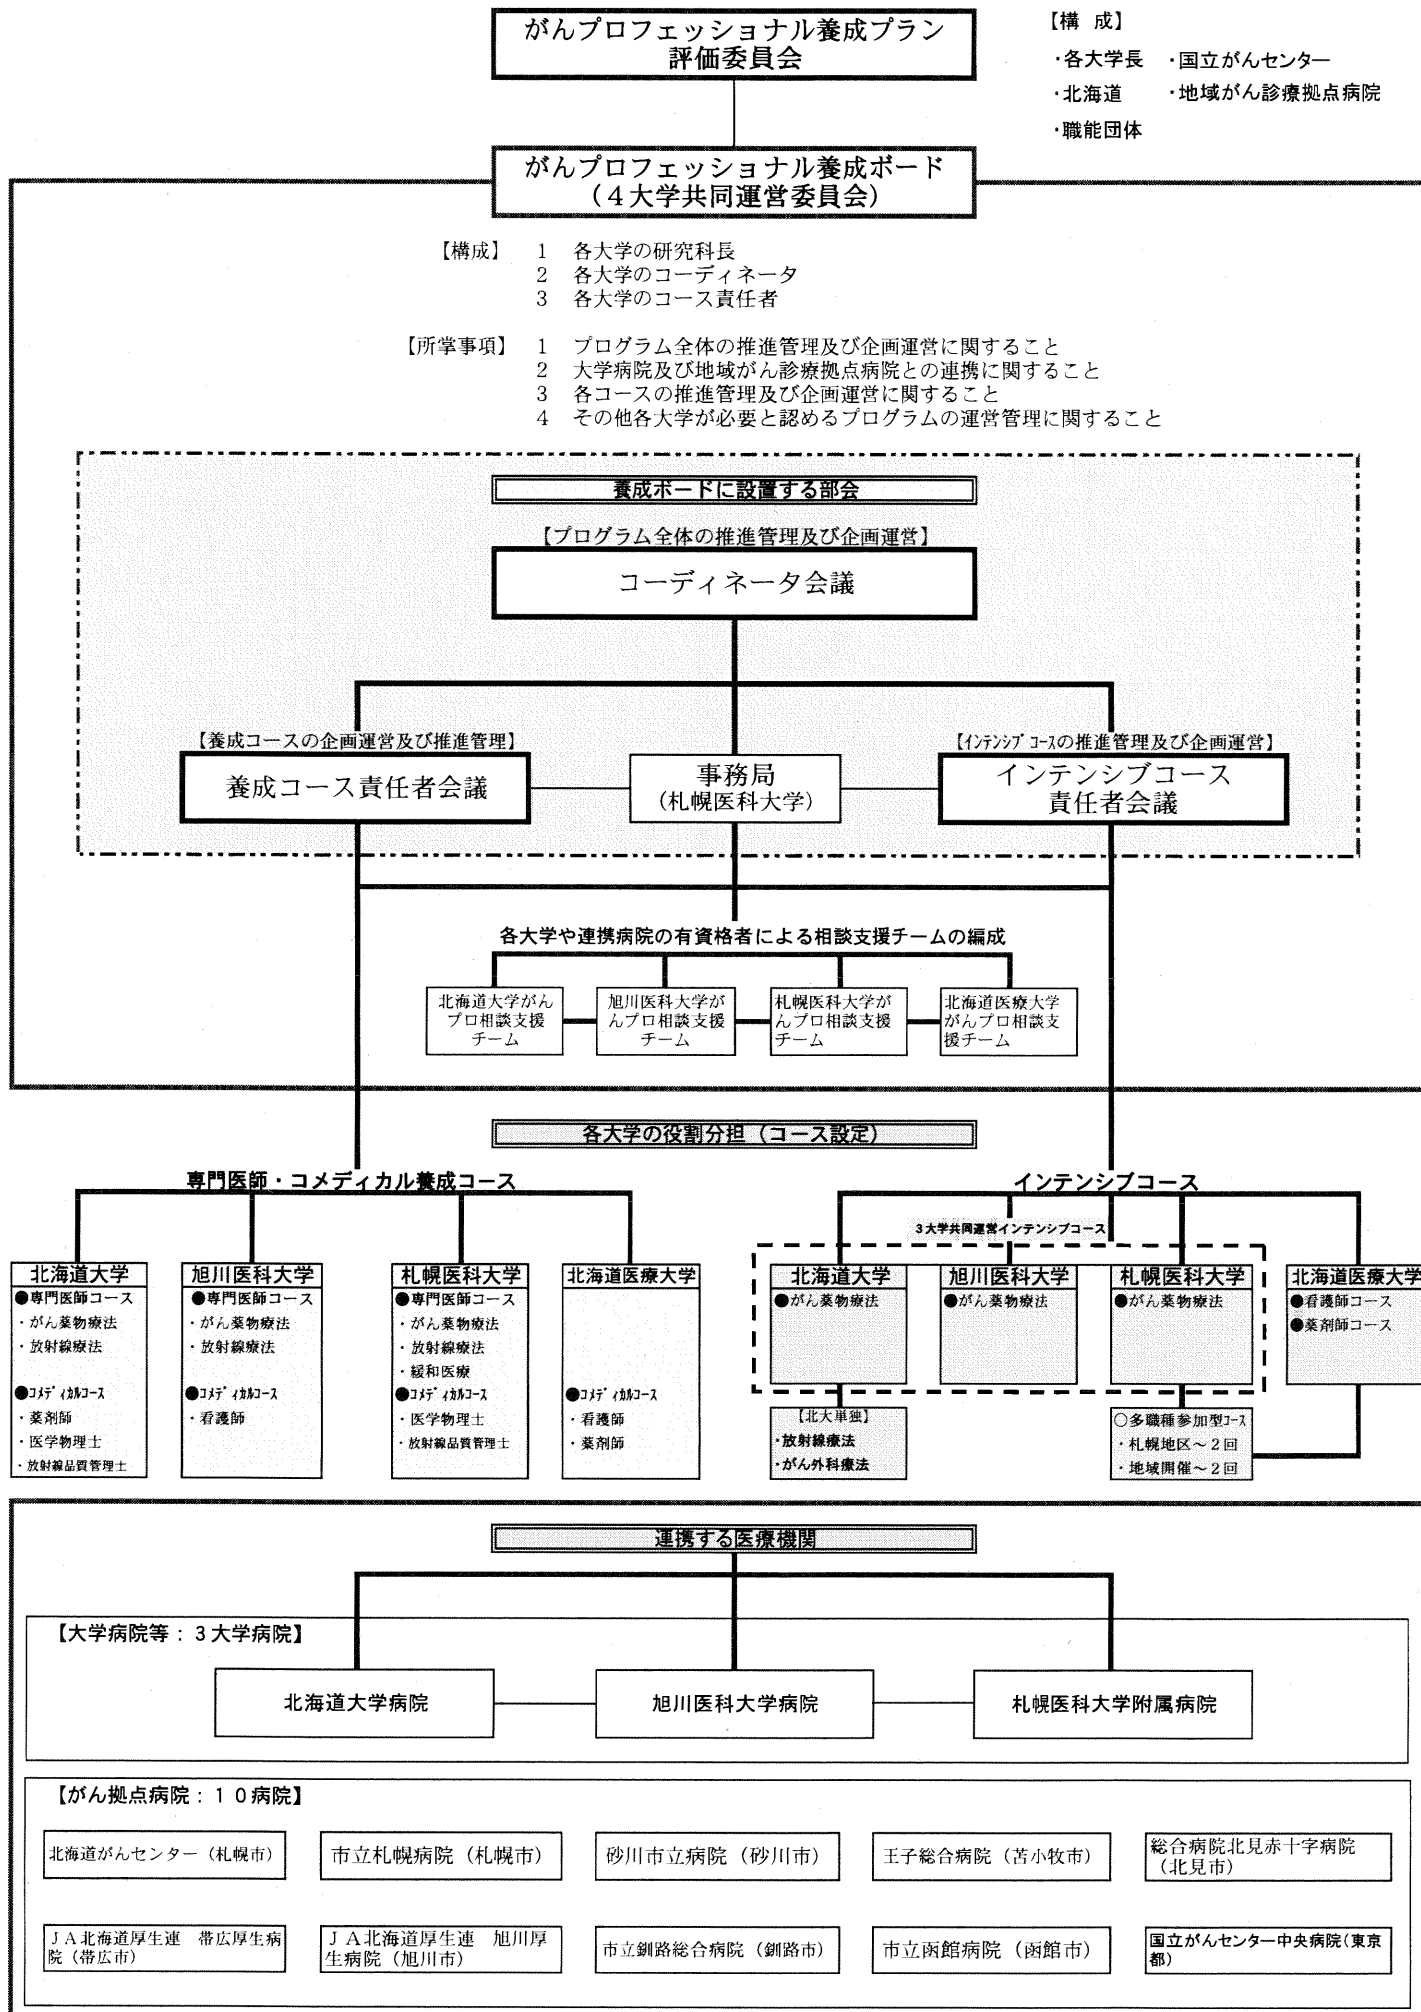 がんプロフェッショナル養成プラン
評価委員会
【構 成】
・各大学長 ・国立がんセンター
・北海道 ・地域がん診療拠点病院
・職能団体
がんプロフェッショナル養成ボード
（４大学共同運営委員会）
【構成】 1 各大学の研究科長
2 各大学のコーディネータ
3 各大学のコース責任者
【所掌事項】 1 プログラム全体の推進管理及び企画運営に関すること
2 大学病院及び地域がん診療拠点病院との連携に関すること
3 各コースの推進管理及び企画運営に関すること
4 その他各大学が必要と認めるプログラムの運営管理に関すること
養成ボードに設置する部会
【プログラム全体の推進管理及び企画運営】
コーディネータ会議
【養成コースの企画運営及び推進管理】
養成コース責任者会議
事務局
（札幌医科大学）
【ｲﾝﾃﾝｼﾌﾞｺｰｽの推進管理及び企画運営】
インテンシブコース
責任者会議
各大学や連携病院の有資格者による相談支援チームの編成
北海道大学がん
プロ相談支援
チーム
旭川医科大学が
んプロ相談支援
チーム
札幌医科大学が
んプロ相談支援
チーム
北海道医療大学
がんプロ相談支
援チーム
各大学の役割分担（コース設定）
専門医師・コメディカル養成コース
北海道大学
●専門医師コース
・がん薬物療法
・放射線療法
●ｺﾒﾃﾞｨｶﾙｺｰｽ
・薬剤師
・医学物理士
・放射線品質管理士
旭川医科大学
●専門医師コース
・がん薬物療法
・放射線療法
●ｺﾒﾃﾞｨｶﾙｺｰｽ
・看護師
札幌医科大学
●専門医師コース
・がん薬物療法
・放射線療法
・緩和医療
●ｺﾒﾃﾞｨｶﾙｺｰｽ
・医学物理士
・放射線品質管理士
北海道医療大学
●ｺﾒﾃﾞｨｶﾙｺｰｽ
・看護師
・薬剤師
インテンシブコース
３大学共同運営インテンシブコース
北海道大学
●がん薬物療法
旭川医科大学
●がん薬物療法
札幌医科大学
●がん薬物療法
北海道医療大学
●看護師コース
●薬剤師コース
【北大単独】
・放射線療法
・がん外科療法
○多職種参加型ｺｰｽ
・札幌地区～２回
・地域開催～２回
連携する医療機関
【大学病院等：３大学病院】
北海道大学病院
旭川医科大学病院
札幌医科大学附属病院
【がん拠点病院：１０病院】
北海道がんセンター（札幌市）
市立札幌病院（札幌市）
砂川市立病院（砂川市）
王子総合病院（苫小牧市）
総合病院北見赤十字病院
（北見市）
ＪＡ北海道厚生連 帯広厚生病
院（帯広市）
ＪＡ北海道厚生連 旭川厚
生病院（旭川市）
市立釧路総合病院（釧路市）
市立函館病院（函館市）
国立がんセンター中央病院（東京
都）